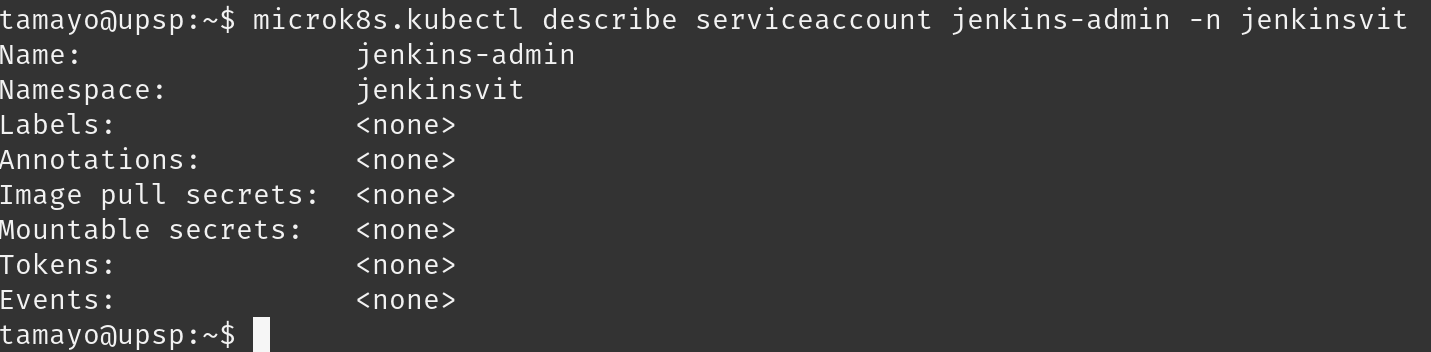 tamayo@upsp:~$ microk8s.kubectl describe serviceaccount jenkins-admin -n jenkinsvit
Name:                jenkins-admin
Namespace:           jenkinsvit
Labels:              <none>
Annotations:         <none>
Image pull secrets:  <none>
Mountable secrets:   <none>
Tokens:              <none>
Events:              <none>
tamayo@upsp:~$